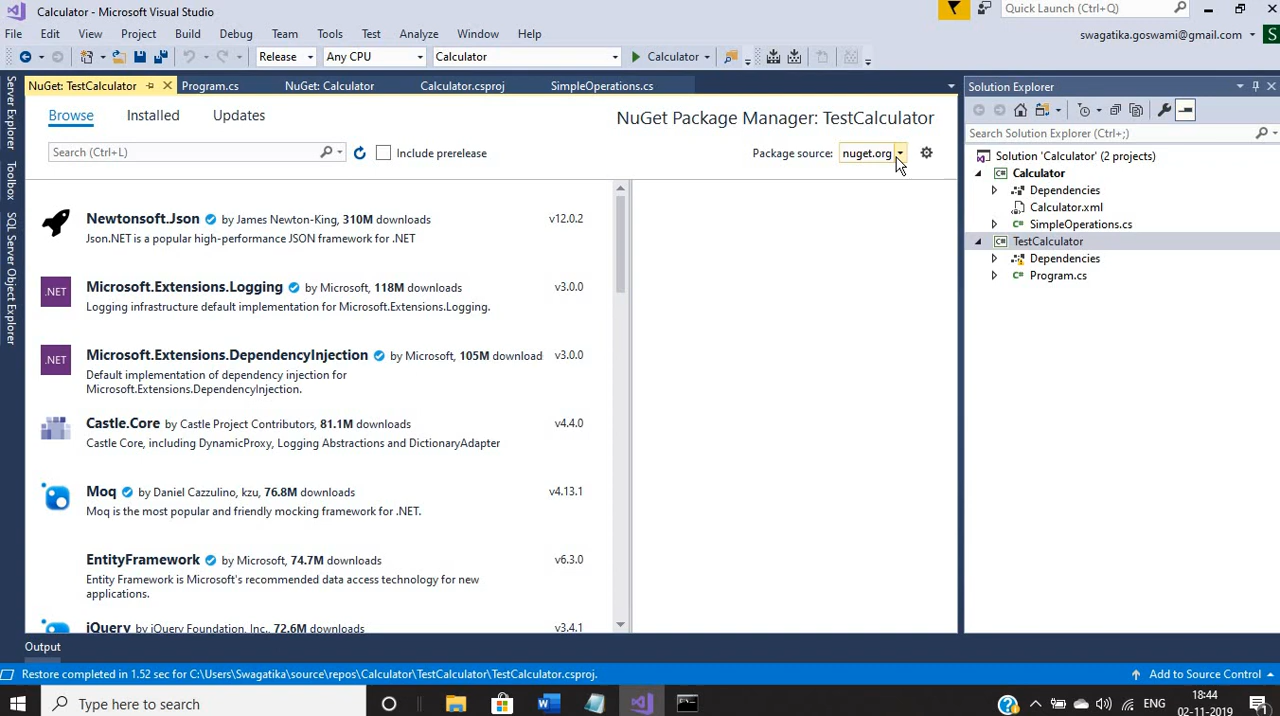 Calculator - Microsoft Visual Studio
Quick Launch (Ctrl+Q)
File Edit View Project Build Debug Team Tools Test Analyze Window Help
swagatika.goswami@gmail.com S
Release Any CPU Calculator Calculator
NuGet: TestCalculator Program.cs NuGet: Calculator Calculator.csproj SimpleOperations.cs
Server Explorer
Toolbox
SQL Server Object Explorer
Browse Installed Updates
NuGet Package Manager: TestCalculator
Search (Ctrl+L)
Include prerelease
Package source: nuget.org
Newtonsoft.Json by James Newton-King, 310M downloads v12.0.2
Json.NET is a popular high-performance JSON framework for .NET
.NET
Microsoft.Extensions.Logging by Microsoft, 118M downloads v3.0.0
Logging infrastructure default implementation for Microsoft.Extensions.Logging.
.NET
Microsoft.Extensions.DependencyInjection by Microsoft, 105M download v3.0.0
Default implementation of dependency injection for
Microsoft.Extensions.DependencyInjection.
Castle.Core by Castle Project Contributors, 81.1M downloads v4.4.0
Castle Core, including DynamicProxy, Logging Abstractions and DictionaryAdapter
Moq by Daniel Cazzulino, kzu, 76.8M downloads v4.13.1
Moq is the most popular and friendly mocking framework for .NET.
EntityFramework by Microsoft, 74.7M downloads v6.3.0
Entity Framework is Microsoft's recommended data access technology for new
applications.
jQuery by jQuery Foundation, Inc., 72.6M downloads v3.4.1
Solution Explorer
Search Solution Explorer (Ctrl+;)
Solution 'Calculator' (2 projects)
C# Calculator
Dependencies
Calculator.xml
C# SimpleOperations.cs
C# TestCalculator
Dependencies
C# Program.cs
Output
Restore completed in 1.52 sec for C:\Users\Swagatika\source\repos\Calculator\TestCalculator\TestCalculator.csproj.
Add to Source Control
Type here to search
ENG
18:44
02-11-2019
1